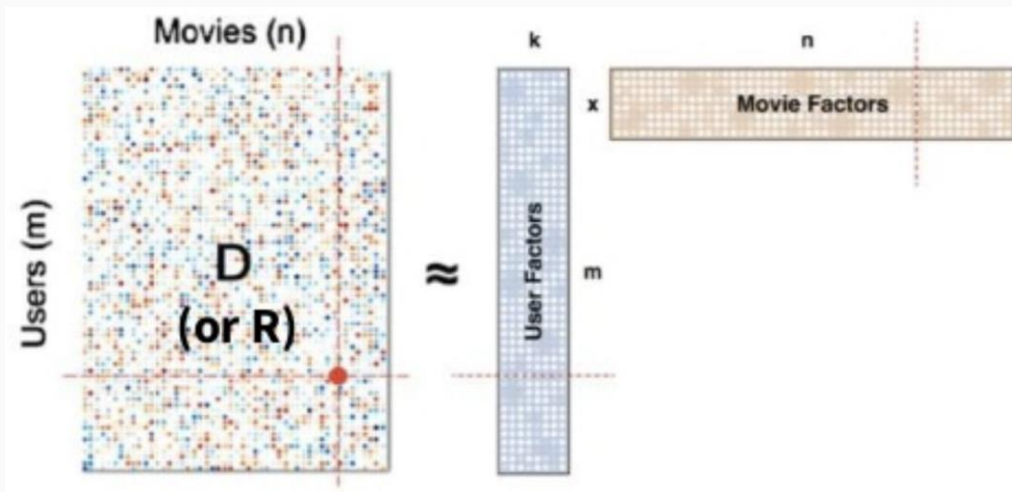 Movies (n)
Users (m)
D
(or R)
≈
k
User Factors
m
x
n
Movie Factors